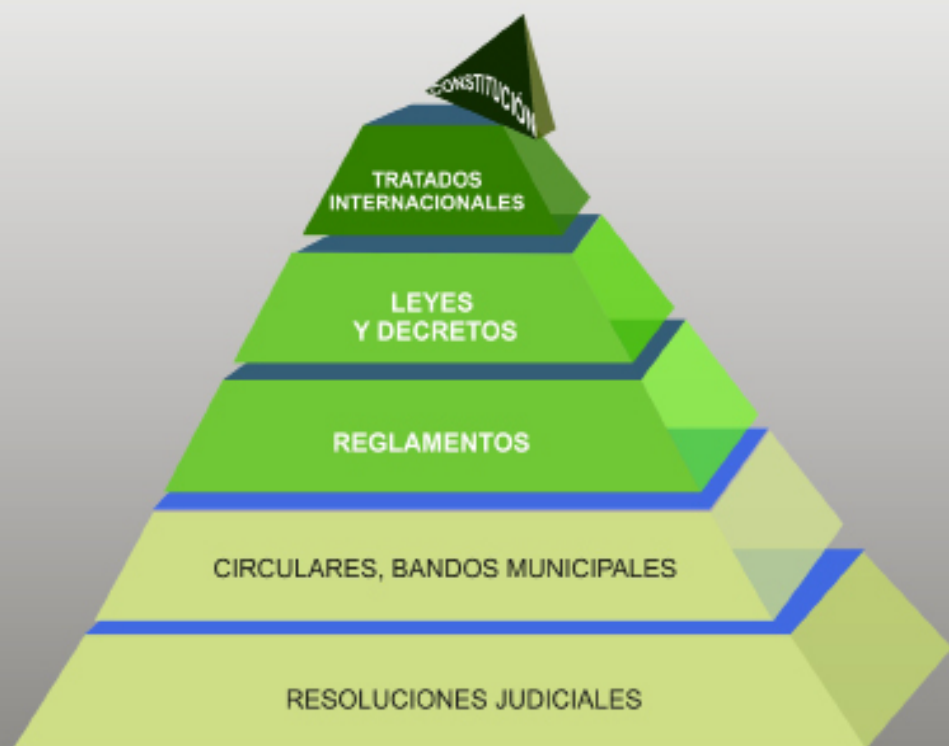 CONSTITUCIÓN
TRATADOS
INTERNACIONALES
LEYES
Y DECRETOS
REGLAMENTOS
CIRCULARES, BANDOS MUNICIPALES
RESOLUCIONES JUDICIALES